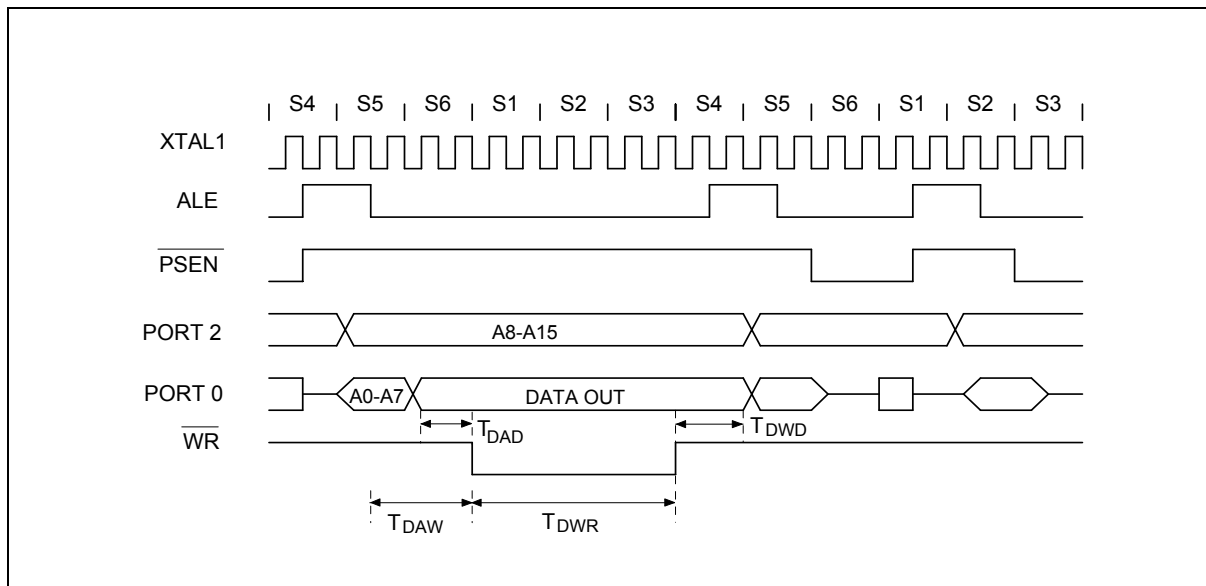 S4 S5 S6 S1 S2 S3 S4 S5 S6 S1 S2 S3
XTAL1
ALE
PSEN
PORT 2
A8-A15
PORT 0
A0-A7
DATA OUT
TDAD
TDWD
WR
TDAW
TDWR